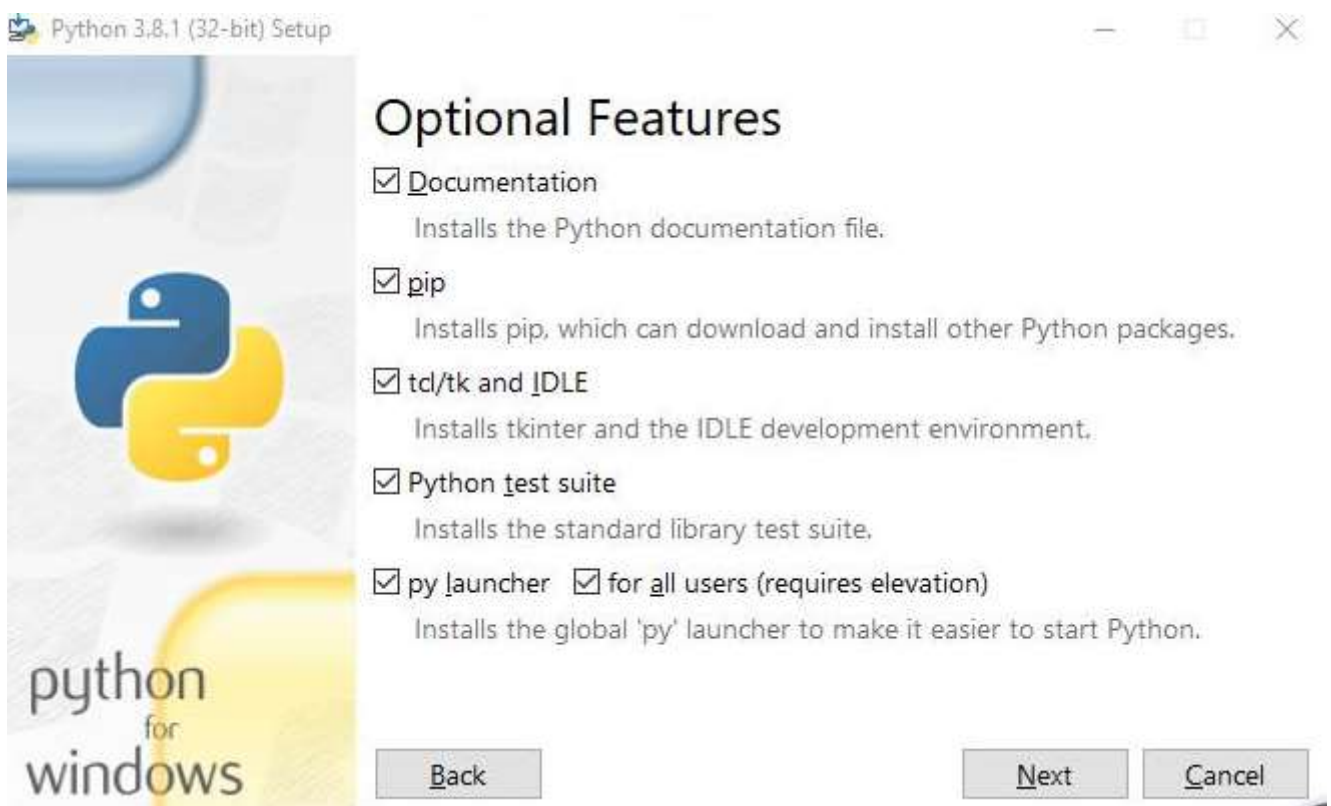 Python 3.8.1 (32-bit) Setup
Optional Features
Documentation
Installs the Python documentation file.
pip
Installs pip, which can download and install other Python packages.
tcl/tk and IDLE
Installs tkinter and the IDLE development environment.
Python test suite
Installs the standard library test suite.
py launcher for all users (requires elevation)
Installs the global 'py' launcher to make it easier to start Python.
python
for
windows
Back Next Cancel